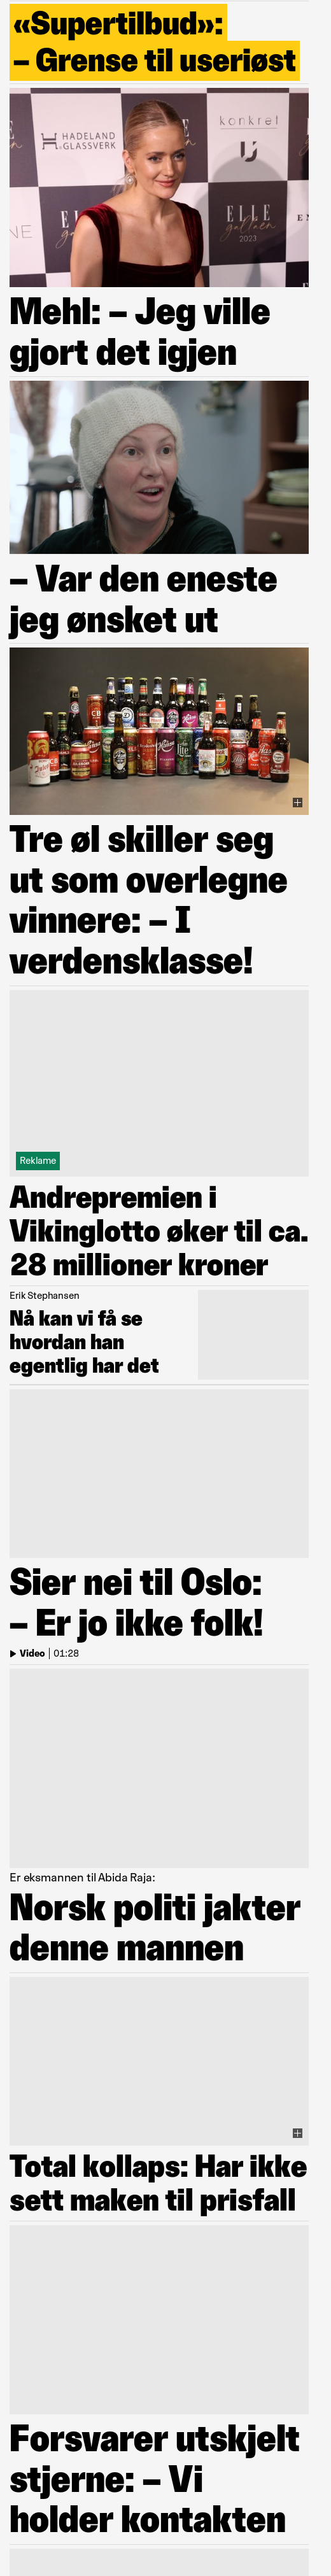 «Supertilbud»:
– Grense til useriøst
HADELAND
GLASSVERK
konkret
ELLE
gallaen
2023
ELLE
gallaen
NE
Mehl: – Jeg ville
gjort det igjen
– Var den eneste
jeg ønsket ut
Tre øl skiller seg
ut som overlegne
vinnere: – I
verdensklasse!
Reklame
Andrepremien i
Vikinglotto øker til ca.
28 millioner kroner
Erik Stephansen
Nå kan vi få se
hvordan han
egentlig har det
Sier nei til Oslo:
– Er jo ikke folk!
Video | 01:28
Er eksmannen til Abida Raja:
Norsk politi jakter
denne mannen
Total kollaps: Har ikke
sett maken til prisfall
Forsvarer utskjelt
stjerne: – Vi
holder kontakten